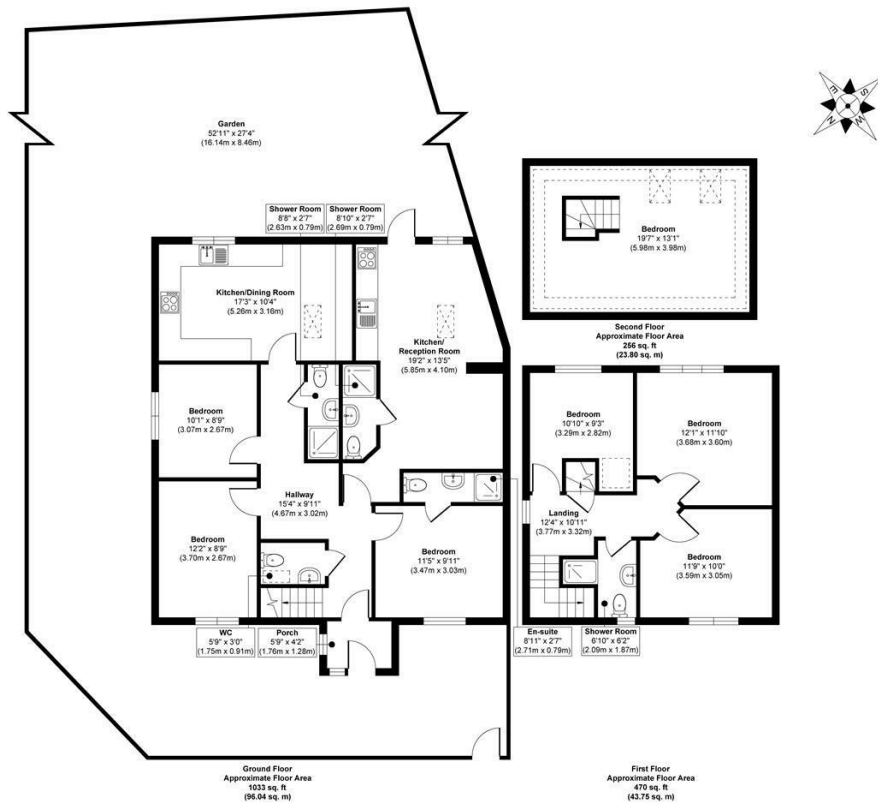 Garden
52'11" x 27'4"
(16.14m x 8.46m)
E
S
N
W
Shower Room
8'8" x 2'7"
(2.63m x 0.79m)
Shower Room
8'10" x 2'7"
(2.69m x 0.79m)
Kitchen/Dining Room
17'3" x 10'4"
(5.26m x 3.16m)
Kitchen/
Reception Room
19'2" x 13'5"
(5.85m x 4.10m)
Bedroom
10'1" x 8'9"
(3.07m x 2.67m)
Hallway
15'4" x 9'11"
(4.67m x 3.02m)
Bedroom
12'2" x 8'9"
(3.70m x 2.67m)
Bedroom
11'5" x 9'11"
(3.47m x 3.03m)
WC
5'9" x 3'0"
(1.75m x 0.91m)
Porch
5'9" x 4'2"
(1.76m x 1.28m)
Ground Floor
Approximate Floor Area
1033 sq. ft
(96.04 sq. m)
Bedroom
19'7" x 13'1"
(5.98m x 3.98m)
Second Floor
Approximate Floor Area
256 sq. ft
(23.80 sq. m)
Bedroom
10'10" x 9'3"
(3.29m x 2.82m)
Bedroom
12'1" x 11'10"
(3.68m x 3.60m)
Landing
12'4" x 10'11"
(3.77m x 3.32m)
Bedroom
11'9" x 10'0"
(3.59m x 3.05m)
En-suite
8'11" x 2'7"
(2.71m x 0.79m)
Shower Room
6'10" x 6'2"
(2.09m x 1.87m)
First Floor
Approximate Floor Area
470 sq. ft
(43.75 sq. m)